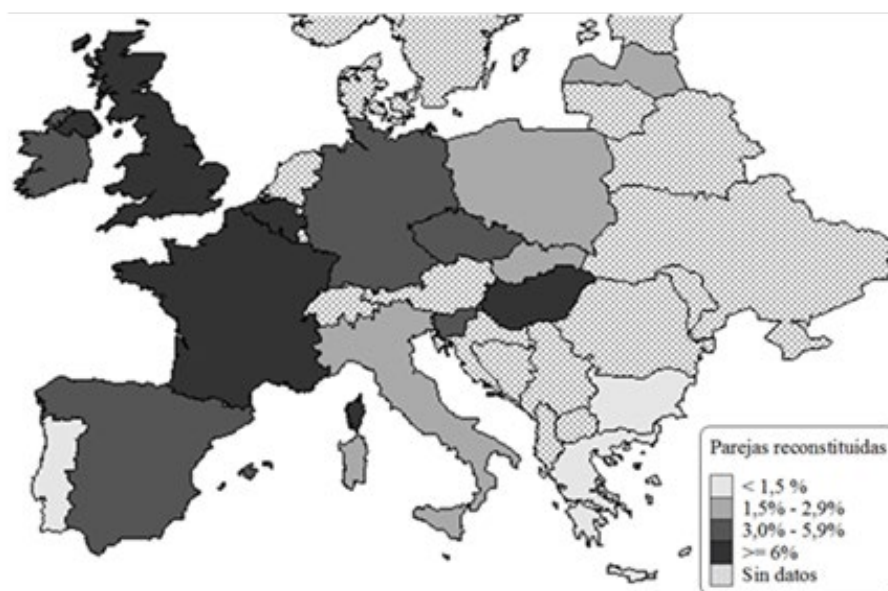 Parejas reconstituidas
< 1,5 %
1,5% - 2,9%
3,0% - 5,9%
>= 6%
Sin datos